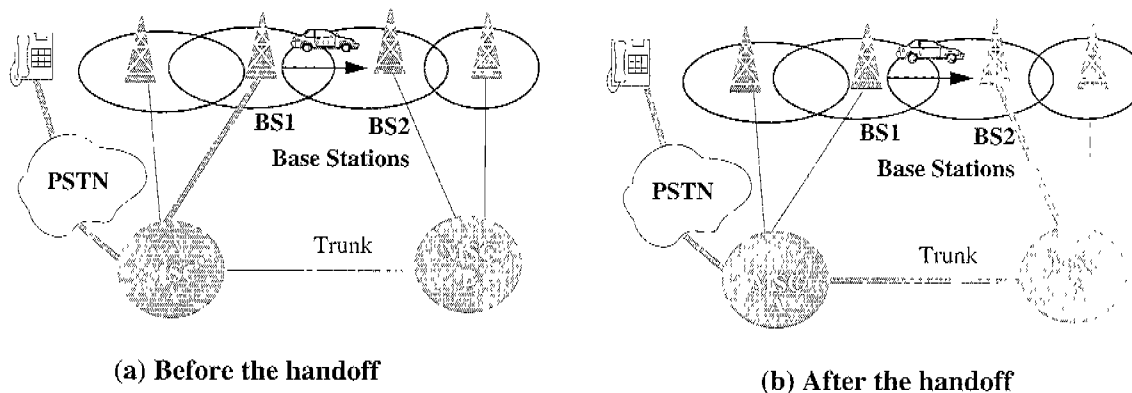 BS1 BS2
Base Stations
PSTN
Trunk
(a) Before the handoff
BS1 BS2
Base Stations
PSTN
Trunk
MSC
(b) After the handoff